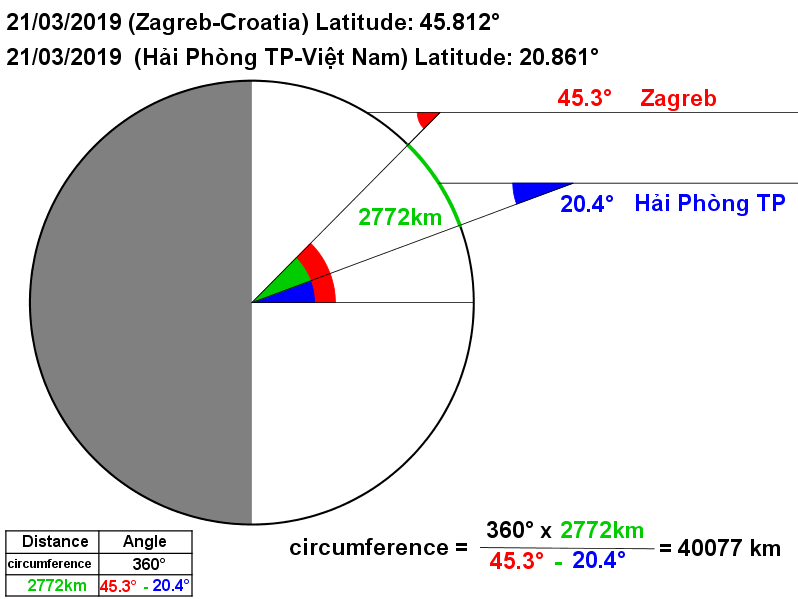 21/03/2019 (Zagreb-Croatia) Latitude: 45.812°
21/03/2019 (Hải Phòng TP-Việt Nam) Latitude: 20.861°
45.3° Zagreb
2772km
20.4° Hải Phòng TP
circumference = 360° x 2772km
45.3° - 20.4°
= 40077 km
Distance Angle
circumference 360°
2772km 45.3° - 20.4°